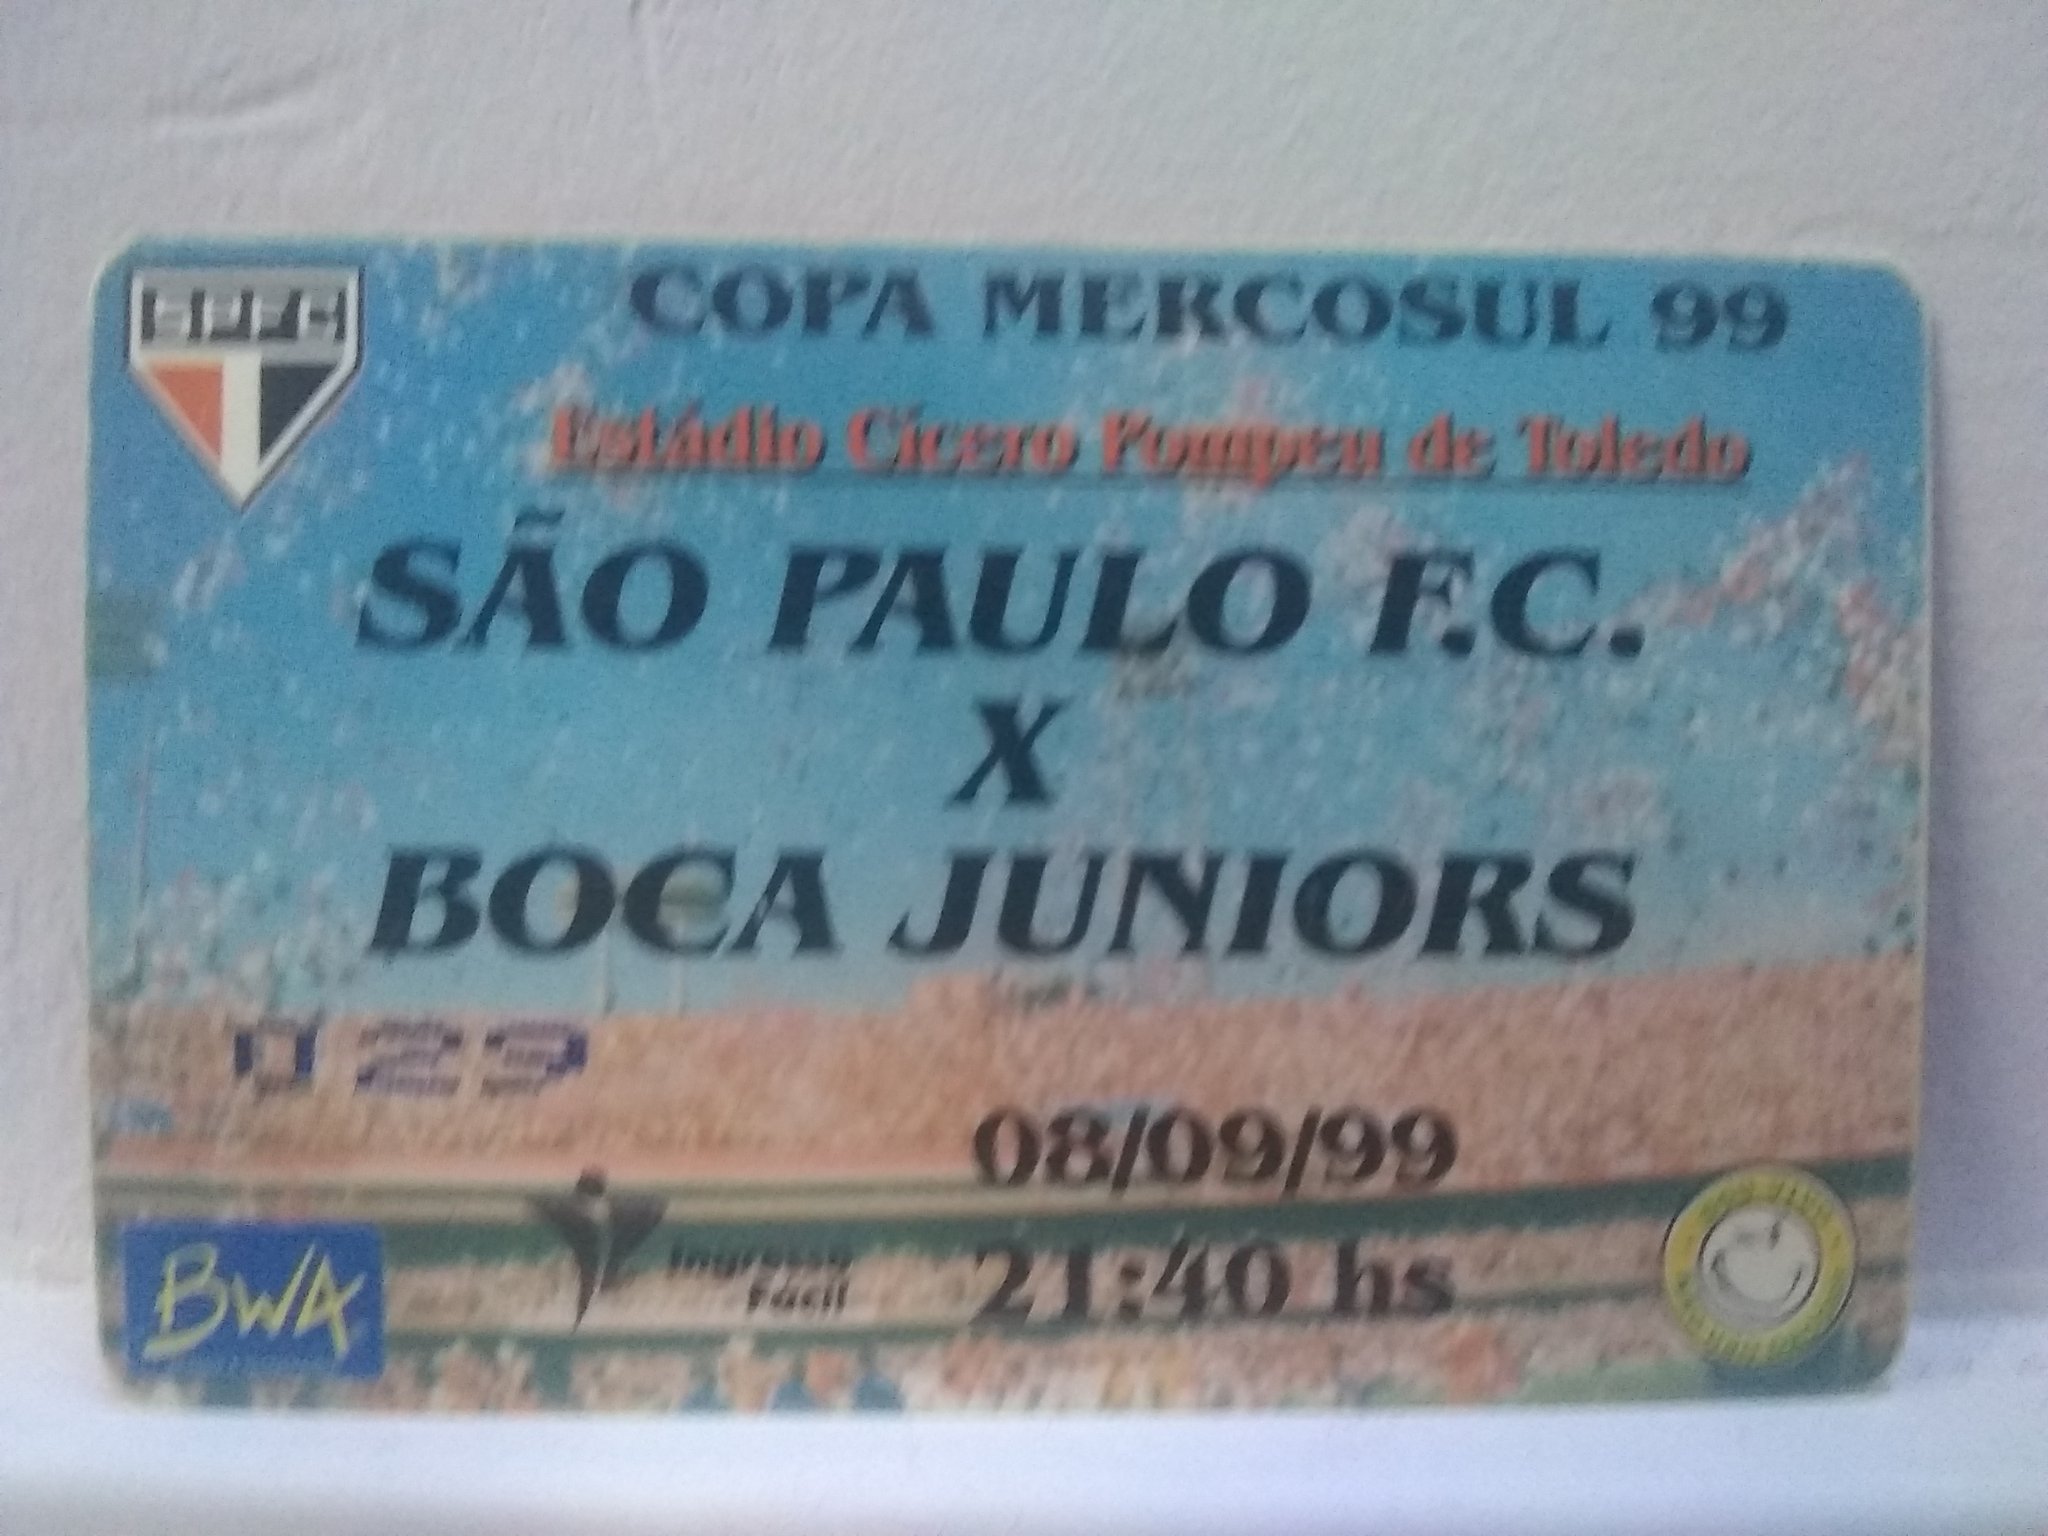 SPFC
COPA MERCOSUL 99
Estádio Cícero Pompeu de Toledo
SÃO PAULO F.C.
X
BOCA JUNIORS
023
08/09/99
BWA
Ingresso
Fácil
21:40 hs